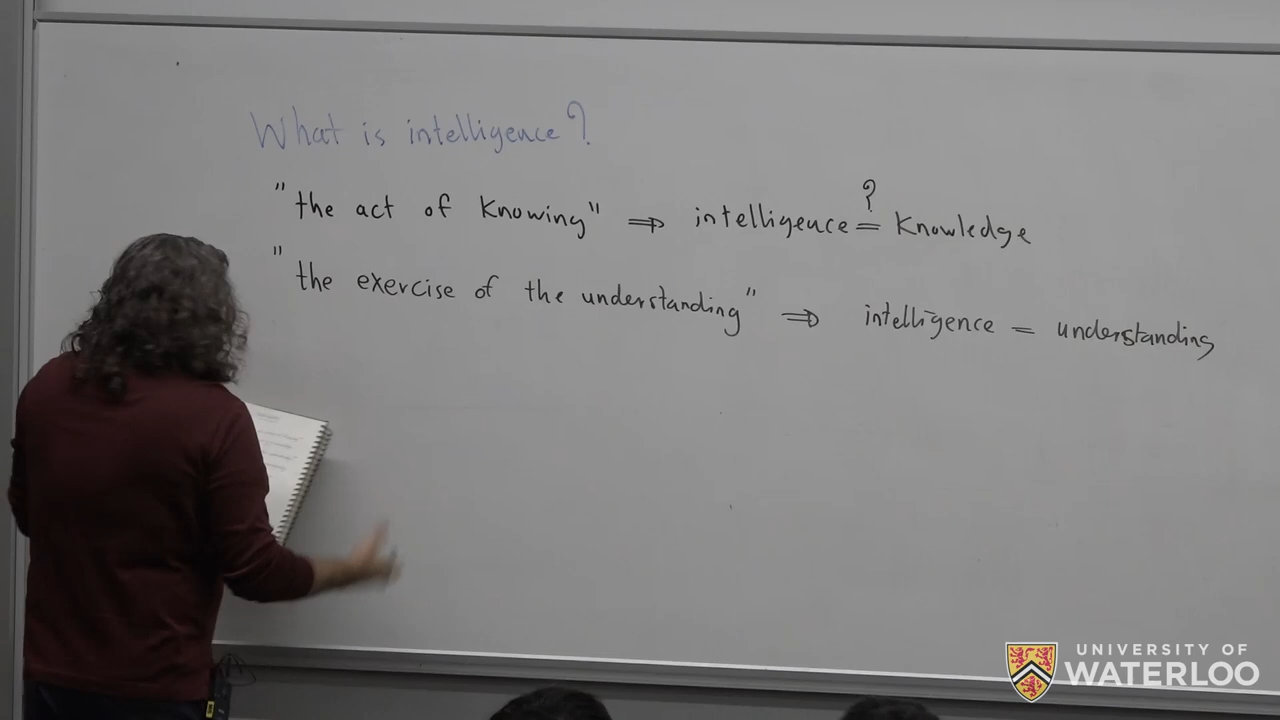 What is intelligence?
"the act of Knowing" ⇒ intelligence ?= Knowledge
"the exercise of the understanding" ⇒ intelligence = understanding
UNIVERSITY OF
WATERLOO